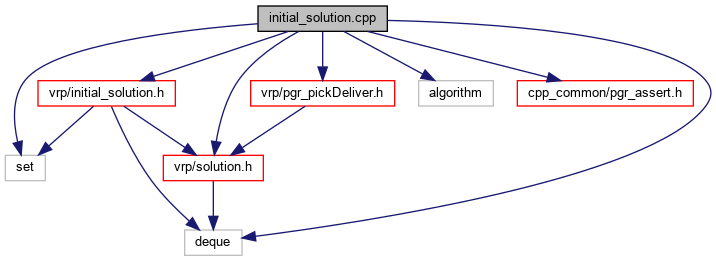 initial_solution.cpp
vrp/initial_solution.h
vrp/pgr_pickDeliver.h
algorithm
cpp_common/pgr_assert.h
set
vrp/solution.h
deque